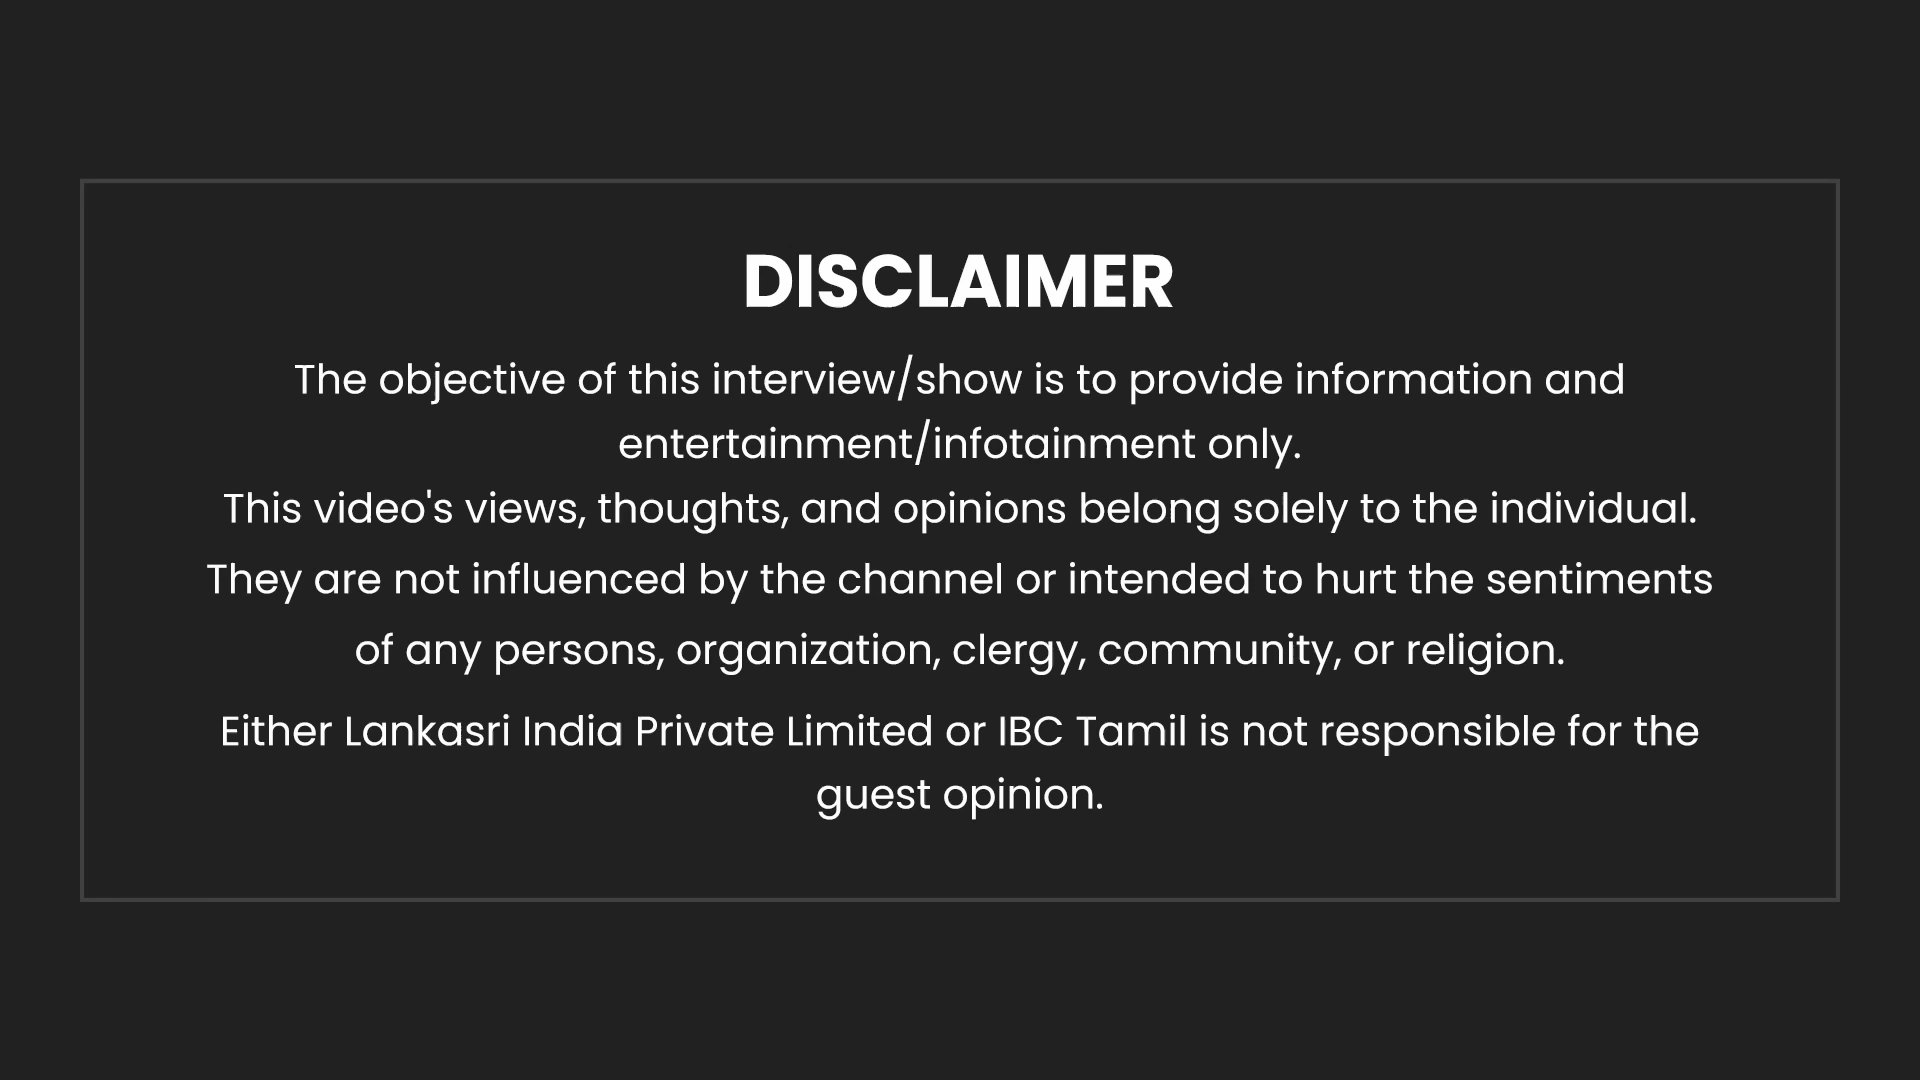 DISCLAIMER
The objective of this interview/show is to provide information and
entertainment/infotainment only.
This video's views, thoughts, and opinions belong solely to the individual.
They are not influenced by the channel or intended to hurt the sentiments
of any persons, organization, clergy, community, or religion.
Either Lankasri India Private Limited or IBC Tamil is not responsible for the
guest opinion.